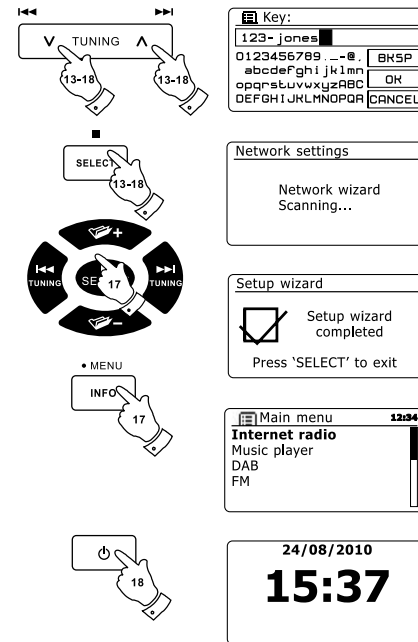 TUNING
13-18
13-18
Key:
123-jones
0123456789._-@,
abcdefghijklmn
opqrstuvwxyzABC
DEFGHIJKLMNOPQR
BKSP
OK
CANCEL
SELECT
13-18
Network settings
Network wizard
Scanning...
+
TUNING
SE
17
TUNING
−
Setup wizard
Setup wizard
completed
Press ‘SELECT’ to exit
• MENU
INFO
17
Main menu
12:34
Internet radio
Music player
DAB
FM
18
24/08/2010
15:37